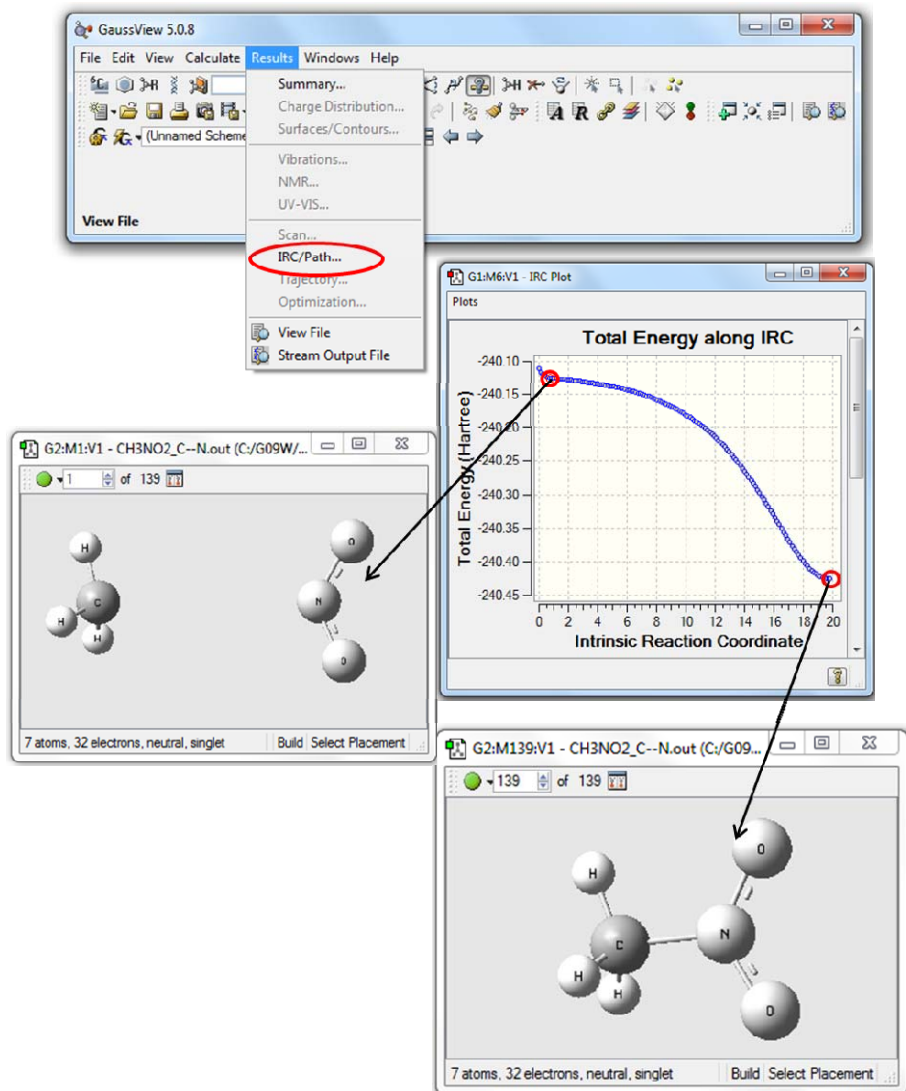 GaussView 5.0.8
File Edit View Calculate Results Windows Help
Summary...
Charge Distribution...
Surfaces/Contours...
(Unnamed Scheme
Vibrations...
NMR...
UV-VIS...
View File
Scan...
IRC/Path...
Trajectory...
Optimization...
View File
Stream Output File
G1:M6:V1 - IRC Plot
Plots
Total Energy along IRC
-240.10
-240.15
-240.20
-240.25
-240.30
-240.35
-240.40
-240.45
Total Energy (Hartree)
0 2 4 6 8 10 12 14 16 18 20
Intrinsic Reaction Coordinate
G2:M1:V1 - CH3NO2_C--N.out (C:/G09W/...
1 of 139
H O
C N
H H
O
7 atoms, 32 electrons, neutral, singlet Build Select Placement
G2:M139:V1 - CH3NO2_C--N.out (C:/G09...
139 of 139
O
H
N
C
H
H
O
7 atoms, 32 electrons, neutral, singlet Build Select Placement